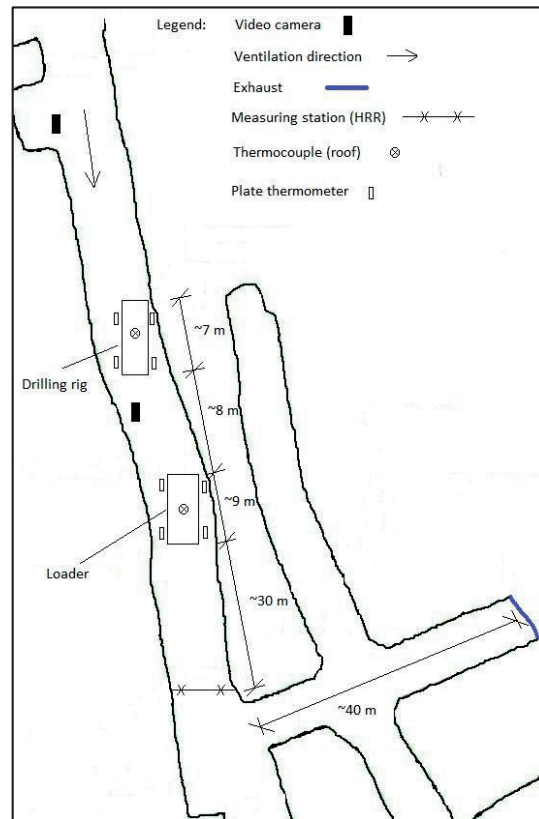 Legend: Video camera
Ventilation direction
Exhaust
Measuring station (HRR)
Thermocouple (roof)
Plate thermometer
~7 m
Drilling rig
~8 m
~9 m
Loader
~30 m
~40 m